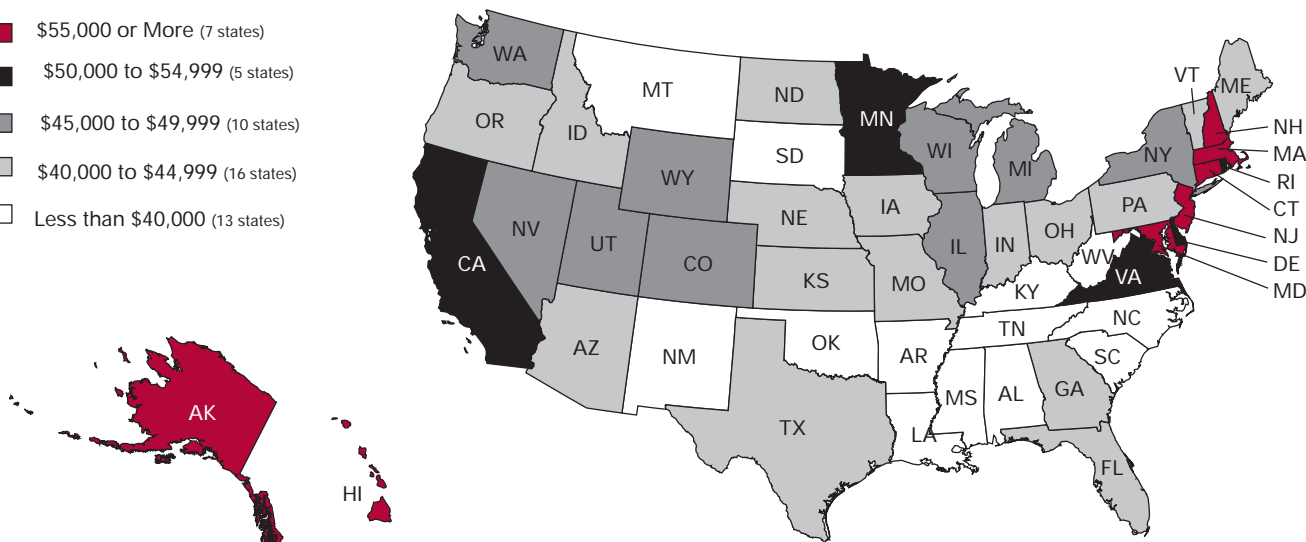 $55,000 or More (7 states)
$50,000 to $54,999 (5 states)
$45,000 to $49,999 (10 states)
$40,000 to $44,999 (16 states)
Less than $40,000 (13 states)
WA
MT
ND
MN
VT
ME
OR
ID
SD
WI
MI
NY
NH
MA
WY
RI
CT
NV
UT
CO
NE
IA
IL
IN
OH
PA
NJ
DE
MD
CA
KS
MO
WV
VA
KY
AZ
NM
OK
AR
TN
NC
SC
MS
AL
GA
TX
LA
FL
AK
HI